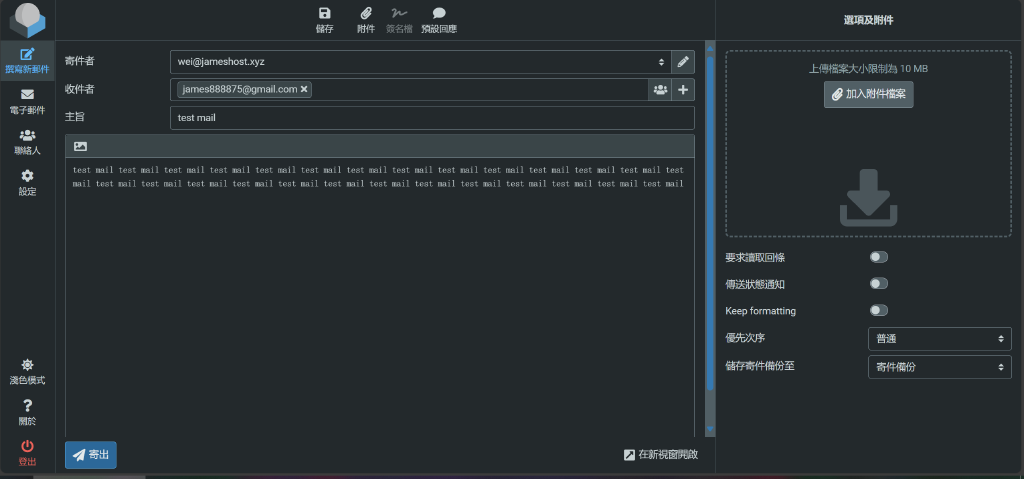 儲存
附件
簽名檔
預設回應
撰寫新郵件
電子郵件
聯絡人
設定
淺色模式
關於
登出
寄件者
wei@jameshost.xyz
收件者
james888875@gmail.com
主旨
test mail
test mail test mail test mail test mail test mail test mail test mail test mail test mail test mail test mail test mail test mail test
mail test mail test mail test mail test mail test mail test mail test mail test mail test mail test mail test mail test mail test mail
寄出
在新視窗開啟
選項及附件
上傳檔案大小限制為 10 MB
加入附件檔案
要求讀取回條
傳送狀態通知
Keep formatting
優先次序
普通
儲存寄件備份至
寄件備份